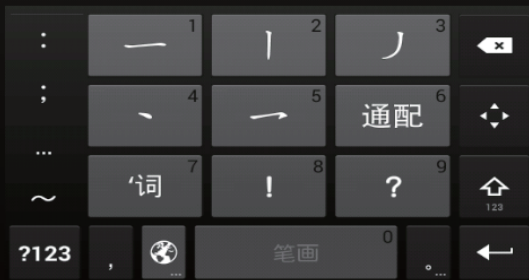 : 一 1 丨 2 丿 3
; 丶 4 乛 5 通配 6
...
～ '词 7 ! 8 ? 9 123
?123 , ... 笔画 0 。...